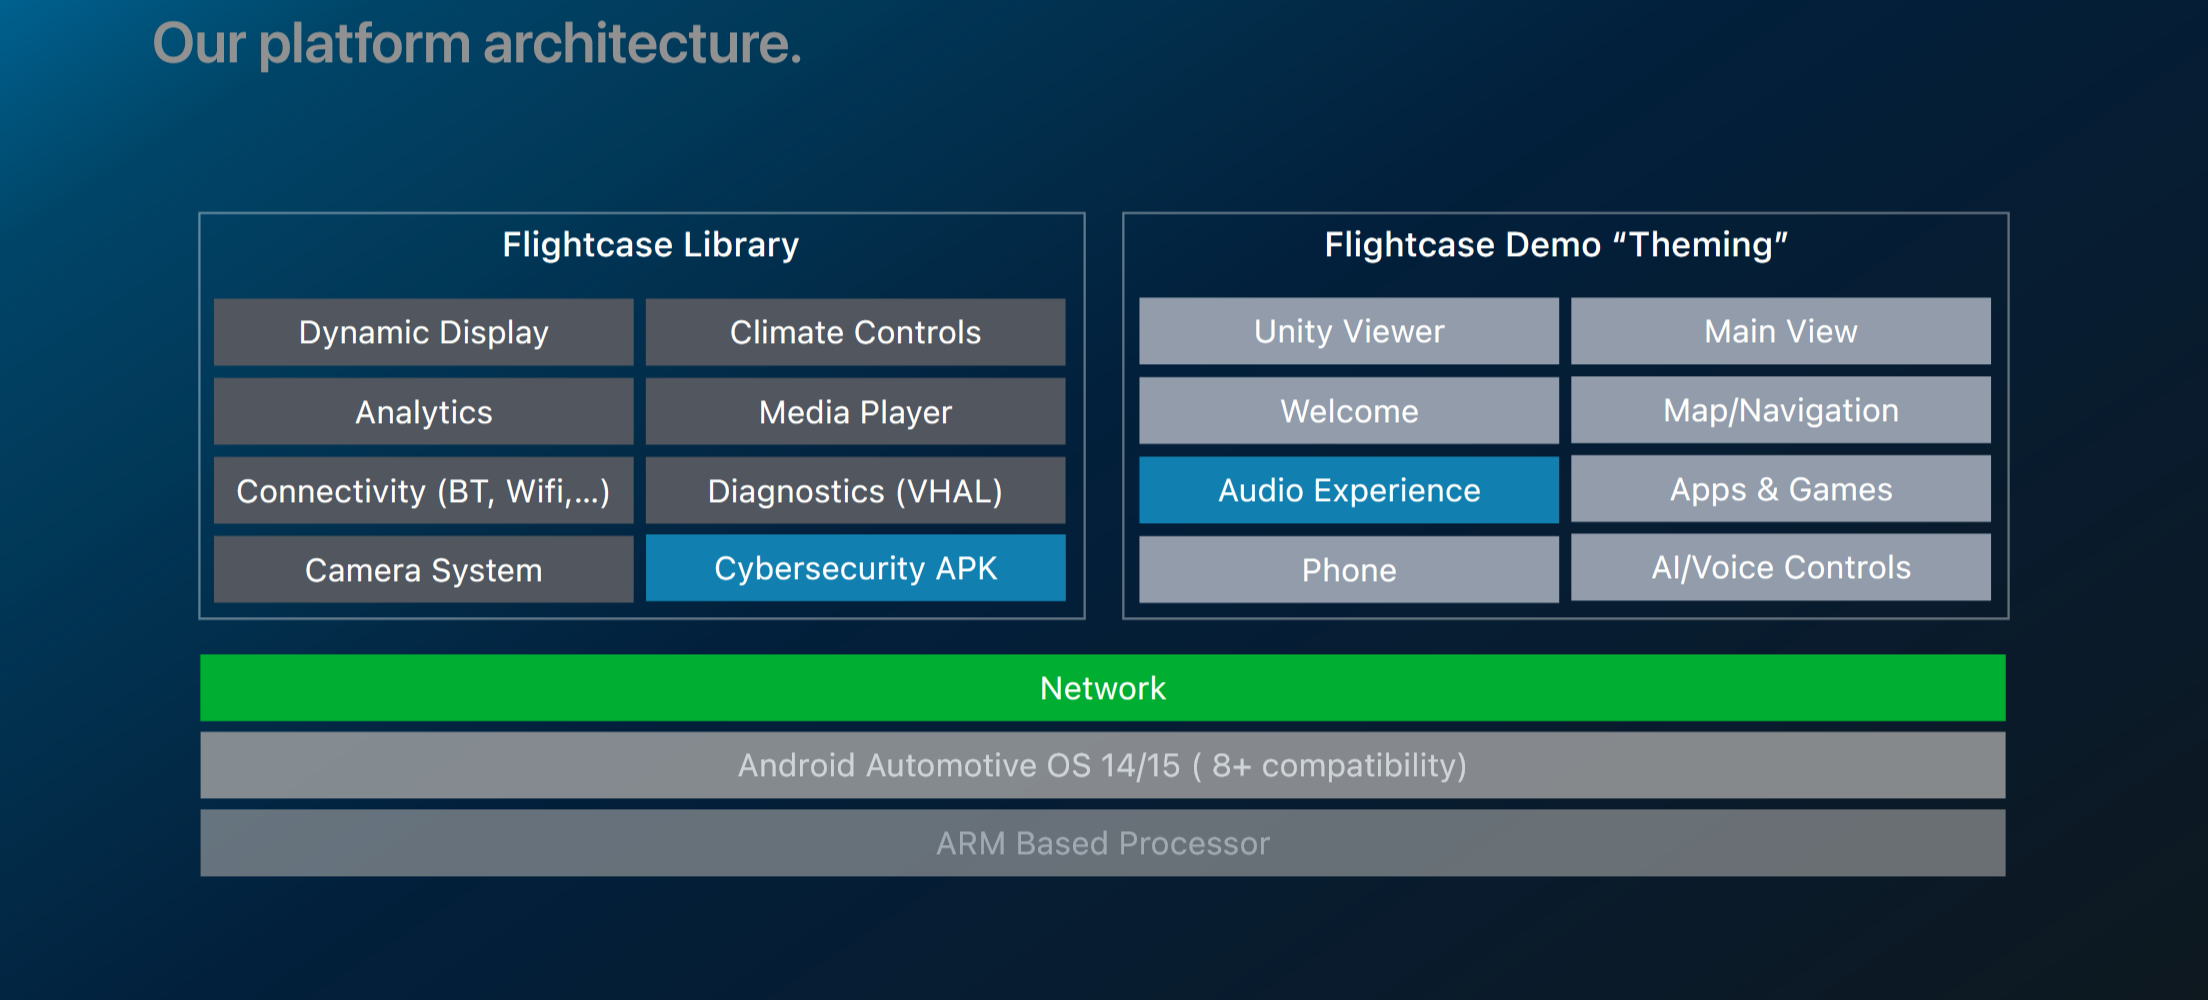 Our platform architecture.
Flightcase Library
Dynamic Display
Climate Controls
Analytics
Media Player
Connectivity (BT, Wifi,...)
Diagnostics (VHAL)
Camera System
Cybersecurity APK
Flightcase Demo “Theming”
Unity Viewer
Main View
Welcome
Map/Navigation
Audio Experience
Apps & Games
Phone
AI/Voice Controls
Network
Android Automotive OS 14/15 ( 8+ compatibility)
ARM Based Processor